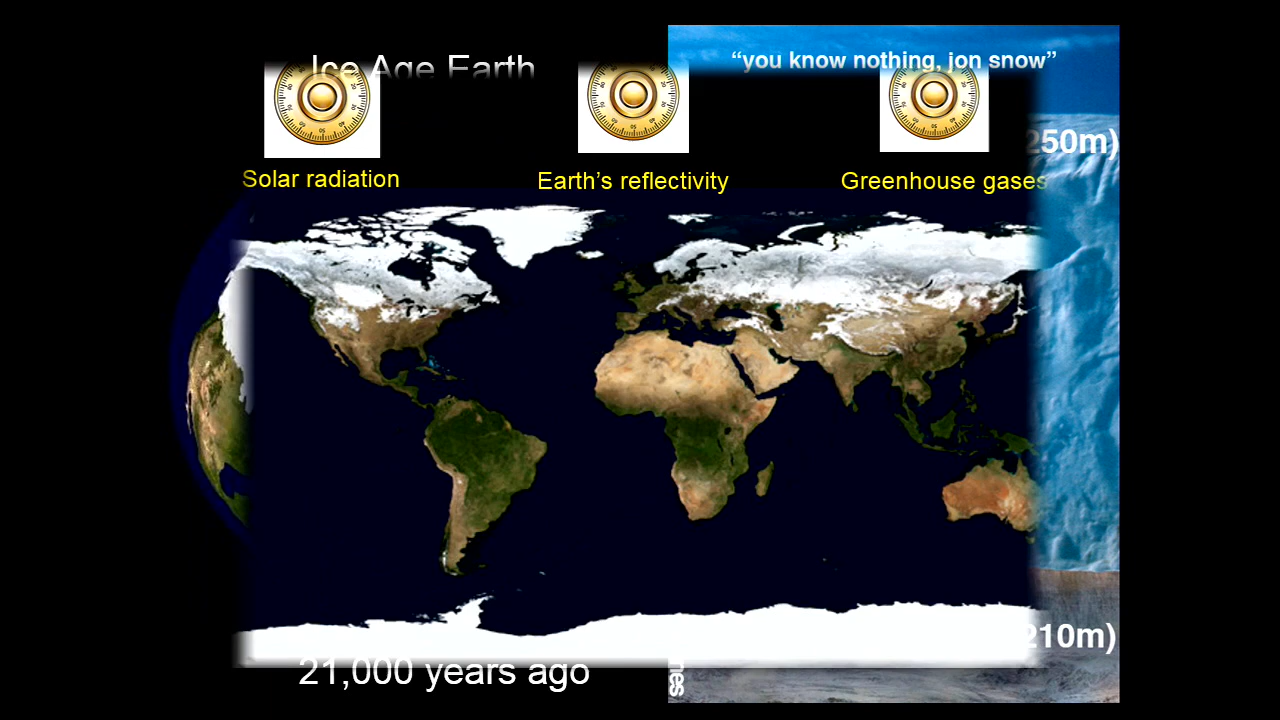 Ice Age Earth
“you know nothing, jon snow”
250m)
Solar radiation
Earth’s reflectivity
Greenhouse gases
210m)
21,000 years ago